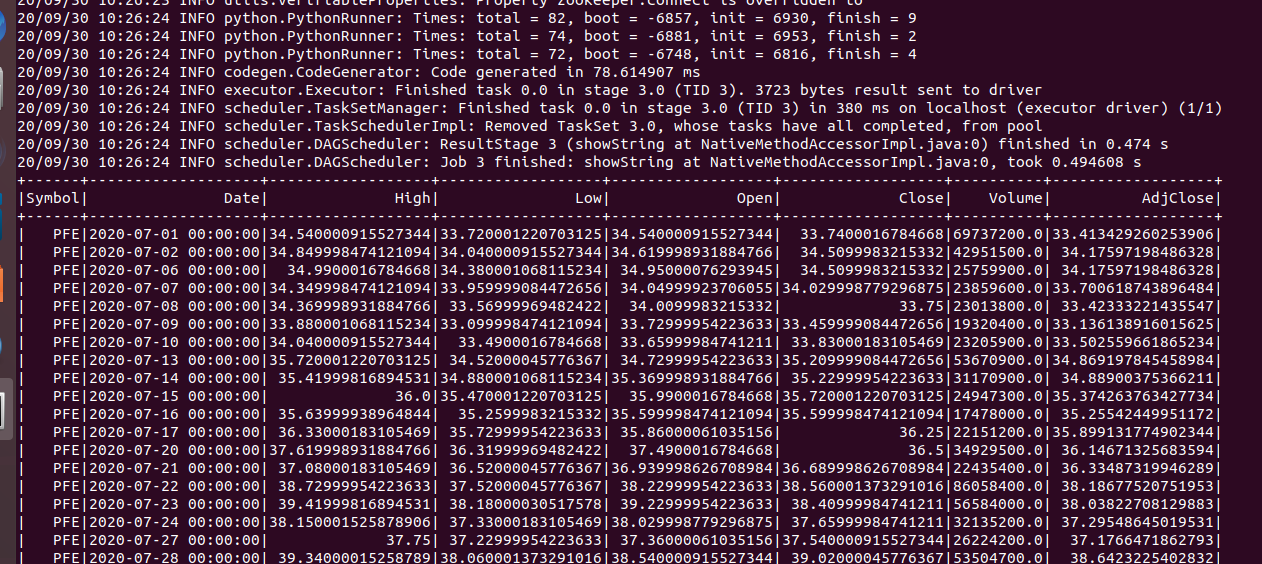 20/09/30 10:26:23 INFO utils.VerifiableProperties: Property zookeeper.connect is overridden to
20/09/30 10:26:24 INFO python.PythonRunner: Times: total = 82, boot = -6857, init = 6930, finish = 9
20/09/30 10:26:24 INFO python.PythonRunner: Times: total = 74, boot = -6881, init = 6953, finish = 2
20/09/30 10:26:24 INFO python.PythonRunner: Times: total = 72, boot = -6748, init = 6816, finish = 4
20/09/30 10:26:24 INFO codegen.CodeGenerator: Code generated in 78.614907 ms
20/09/30 10:26:24 INFO executor.Executor: Finished task 0.0 in stage 3.0 (TID 3). 3723 bytes result sent to driver
20/09/30 10:26:24 INFO scheduler.TaskSetManager: Finished task 0.0 in stage 3.0 (TID 3) in 380 ms on localhost (executor driver) (1/1)
20/09/30 10:26:24 INFO scheduler.TaskSchedulerImpl: Removed TaskSet 3.0, whose tasks have all completed, from pool
20/09/30 10:26:24 INFO scheduler.DAGScheduler: ResultStage 3 (showString at NativeMethodAccessorImpl.java:0) finished in 0.474 s
20/09/30 10:26:24 INFO scheduler.DAGScheduler: Job 3 finished: showString at NativeMethodAccessorImpl.java:0, took 0.494608 s
+------+-------------------+------------------+------------------+------------------+------------------+----------+------------------+
|Symbol|               Date|              High|               Low|              Open|             Close|    Volume|          AdjClose|
+------+-------------------+------------------+------------------+------------------+------------------+----------+------------------+
|   PFE|2020-07-01 00:00:00|34.540000915527344|33.720001220703125|34.540000915527344|  33.7400016784668|69737200.0|33.413429260253906|
|   PFE|2020-07-02 00:00:00|34.849998474121094|34.040000915527344|34.619998931884766|  34.5099983215332|42951500.0| 34.17597198486328|
|   PFE|2020-07-06 00:00:00|  34.9900016784668|34.380001068115234| 34.95000076293945|  34.5099983215332|25759900.0| 34.17597198486328|
|   PFE|2020-07-07 00:00:00|34.349998474121094|33.959999084472656| 34.04999923706055|34.029998779296875|23859600.0|33.700618743896484|
|   PFE|2020-07-08 00:00:00|34.369998931884766| 33.56999969482422|  34.0099983215332|             33.75|23013800.0| 33.42333221435547|
|   PFE|2020-07-09 00:00:00|33.880001068115234|33.099998474121094| 33.72999954223633|33.459999084472656|19320400.0|33.136138916015625|
|   PFE|2020-07-10 00:00:00|34.040000915527344|  33.4900016784668| 33.65999984741211| 33.83000183105469|23205900.0|33.502559661865234|
|   PFE|2020-07-13 00:00:00|35.720001220703125| 34.52000045776367| 34.72999954223633|35.209999084472656|53670900.0|34.869197845458984|
|   PFE|2020-07-14 00:00:00| 35.41999816894531|34.880001068115234|35.369998931884766| 35.22999954223633|31170900.0| 34.88900375366211|
|   PFE|2020-07-15 00:00:00|              36.0|35.470001220703125|  35.9900016784668|35.720001220703125|24947300.0|35.374263763427734|
|   PFE|2020-07-16 00:00:00| 35.63999938964844|  35.2599983215332|35.599998474121094|35.599998474121094|17478000.0| 35.25542449951172|
|   PFE|2020-07-17 00:00:00| 36.33000183105469| 35.72999954223633| 35.86000061035156|             36.25|22151200.0|35.899131774902344|
|   PFE|2020-07-20 00:00:00|37.619998931884766| 36.31999969482422|  37.4900016784668|              36.5|34929500.0| 36.14671325683594|
|   PFE|2020-07-21 00:00:00| 37.08000183105469| 36.52000045776367|36.939998626708984|36.689998626708984|22435400.0| 36.33487319946289|
|   PFE|2020-07-22 00:00:00| 38.72999954223633| 37.52000045776367| 38.22999954223633|38.560001373291016|86058400.0| 38.18677520751953|
|   PFE|2020-07-23 00:00:00| 39.41999816894531| 38.18000030517578| 39.22999954223633| 38.40999984741211|56584000.0| 38.03822708129883|
|   PFE|2020-07-24 00:00:00|38.150001525878906| 37.33000183105469|38.029998779296875| 37.65999984741211|32135200.0| 37.29548645019531|
|   PFE|2020-07-27 00:00:00|             37.75| 37.22999954223633| 37.36000061035156|37.540000915527344|26224200.0|  37.1766471862793|
|   PFE|2020-07-28 00:00:00| 39.34000015258789|38.060001373291016|38.540000915527344| 39.02000045776367|53504700.0|  38.6423225402832|